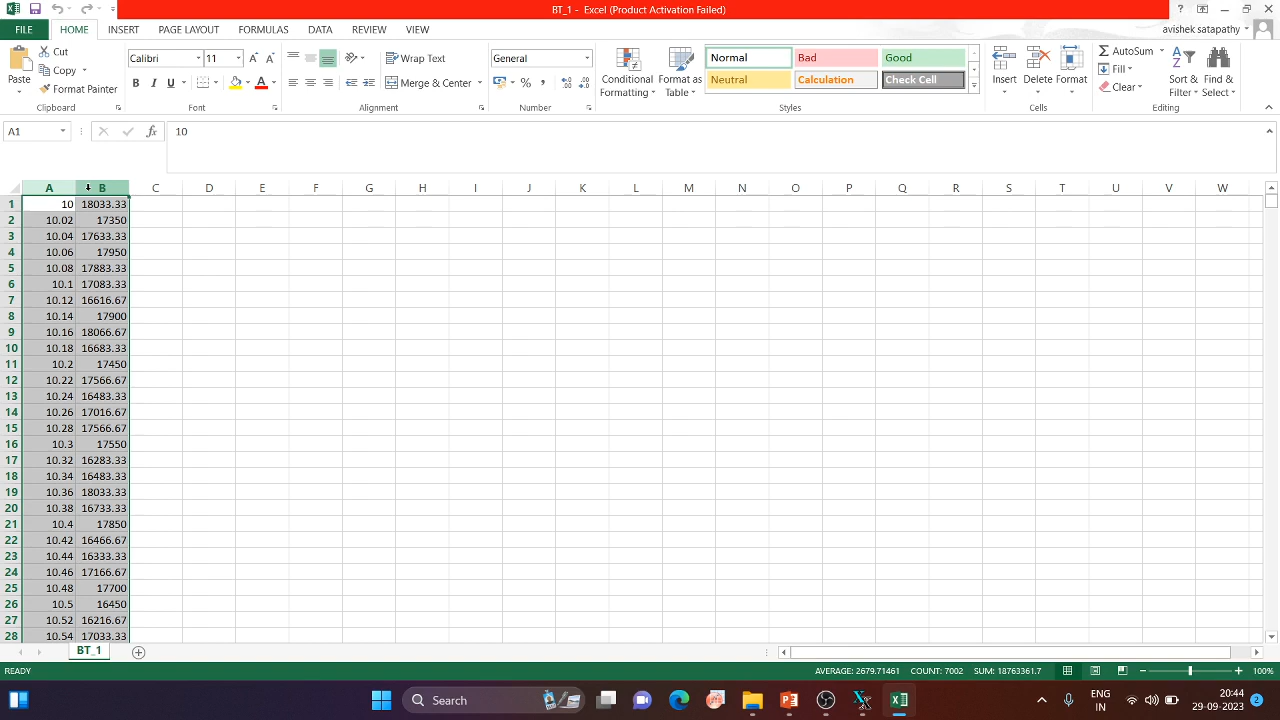 BT_1 - Excel (Product Activation Failed)
FILE HOME INSERT PAGE LAYOUT FORMULAS DATA REVIEW VIEW avishek satapathy
Paste Cut Copy Format Painter Clipboard
Calibri 11 B I U A Font
Wrap Text Merge & Center Alignment
General % , Number
Conditional Formatting Format as Table
Normal Bad Good
Neutral Calculation Check Cell
Styles
Insert Delete Format Cells
AutoSum Fill Clear Sort & Filter Find & Select Editing
A1 fx 10
A B C D E F G H I J K L M N O P Q R S T U V W
1 10 18033.33
2 10.02 17350
3 10.04 17633.33
4 10.06 17950
5 10.08 17883.33
6 10.1 17083.33
7 10.12 16616.67
8 10.14 17900
9 10.16 18066.67
10 10.18 16683.33
11 10.2 17450
12 10.22 17566.67
13 10.24 16483.33
14 10.26 17016.67
15 10.28 17566.67
16 10.3 17550
17 10.32 16283.33
18 10.34 16483.33
19 10.36 18033.33
20 10.38 16733.33
21 10.4 17850
22 10.42 16466.67
23 10.44 16333.33
24 10.46 17166.67
25 10.48 17700
26 10.5 16450
27 10.52 16216.67
28 10.54 17033.33
BT_1
READY AVERAGE: 2679.71461 COUNT: 7002 SUM: 18763361.7 100%
Search ENG IN 20:44 29-09-2023 2